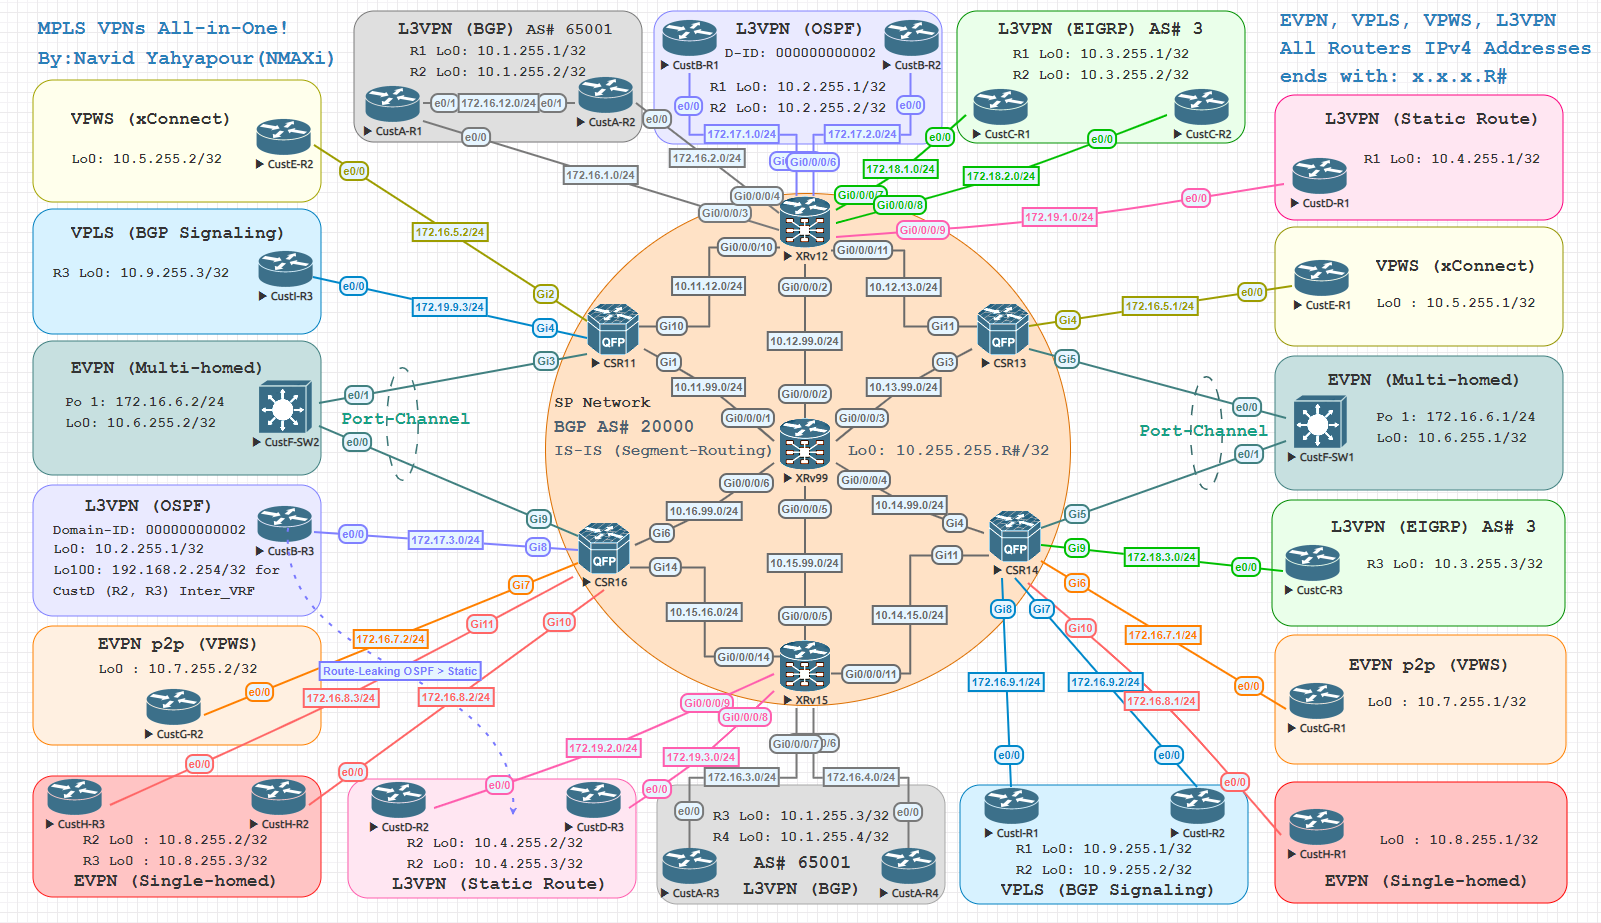 MPLS VPNs All-in-One!
By:Navid Yahyapour(NMAXi)
EVPN, VPLS, VPWS, L3VPN
All Routers IPv4 Addresses
ends with: x.x.x.R#
L3VPN (BGP) AS# 65001
R1 Lo0: 10.1.255.1/32
R2 Lo0: 10.1.255.2/32
CustA-R1
e0/1
172.16.12.0/24
e0/1
CustA-R2
e0/0
e0/0
172.16.1.0/24
172.16.2.0/24
L3VPN (OSPF)
D-ID: 000000000002
CustB-R1
CustB-R2
R1 Lo0: 10.2.255.1/32
R2 Lo0: 10.2.255.2/32
e0/0
e0/0
172.17.1.0/24
172.17.2.0/24
Gi0/0/0/6
L3VPN (EIGRP) AS# 3
R1 Lo0: 10.3.255.1/32
R2 Lo0: 10.3.255.2/32
CustC-R1
CustC-R2
e0/0
e0/0
172.18.1.0/24
172.18.2.0/24
VPWS (xConnect)
Lo0: 10.5.255.2/32
CustE-R2
e0/0
172.16.5.2/24
Gi2
VPLS (BGP Signaling)
R3 Lo0: 10.9.255.3/32
CustI-R3
e0/0
172.19.9.3/24
Gi4
EVPN (Multi-homed)
Po 1: 172.16.6.2/24
Lo0: 10.6.255.2/32
CustF-SW2
e0/1
e0/0
Port-Channel
Gi3
Gi9
L3VPN (OSPF)
Domain-ID: 000000000002
Lo0: 10.2.255.1/32
Lo100: 192.168.2.254/32 for
CustD (R2, R3) Inter_VRF
CustB-R3
e0/0
172.17.3.0/24
Gi8
EVPN p2p (VPWS)
Lo0 : 10.7.255.2/32
CustG-R2
e0/0
172.16.7.2/24
Gi7
Route-Leaking OSPF > Static
172.16.8.3/24
172.16.8.2/24
Gi11
Gi10
e0/0
e0/0
CustH-R3
CustH-R2
R2 Lo0 : 10.8.255.2/32
R3 Lo0 : 10.8.255.3/32
EVPN (Single-homed)
Gi0/0/0/4
Gi0/0/0/3
Gi0/0/0/7
Gi0/0/0/8
Gi0/0/0/9
172.19.1.0/24
e0/0
XRv12
Gi0/0/0/10
Gi0/0/0/11
Gi0/0/0/2
10.11.12.0/24
10.12.13.0/24
10.12.99.0/24
Gi10
Gi11
QFP
CSR11
QFP
CSR13
Gi1
Gi3
10.11.99.0/24
10.13.99.0/24
Gi0/0/0/2
Gi0/0/0/1
Gi0/0/0/3
SP Network
BGP AS# 20000
IS-IS (Segment-Routing)
Lo0: 10.255.255.R#/32
XRv99
Gi0/0/0/6
Gi0/0/0/4
Gi0/0/0/5
10.16.99.0/24
10.14.99.0/24
Gi6
Gi4
QFP
CSR16
QFP
CSR14
Gi14
Gi11
10.15.99.0/24
10.15.16.0/24
10.14.15.0/24
Gi0/0/0/5
Gi0/0/0/14
Gi0/0/0/11
XRv15
Gi0/0/0/9
Gi0/0/0/8
Gi0/0/0/7
0/6
172.19.2.0/24
172.19.3.0/24
e0/0
e0/0
CustD-R2
CustD-R3
R2 Lo0: 10.4.255.2/32
R2 Lo0: 10.4.255.3/32
L3VPN (Static Route)
172.16.3.0/24
172.16.4.0/24
e0/0
e0/0
R3 Lo0: 10.1.255.3/32
R4 Lo0: 10.1.255.4/32
AS# 65001
L3VPN (BGP)
CustA-R3
CustA-R4
L3VPN (Static Route)
R1 Lo0: 10.4.255.1/32
CustD-R1
VPWS (xConnect)
Lo0 : 10.5.255.1/32
CustE-R1
e0/0
172.16.5.1/24
Gi4
Gi5
EVPN (Multi-homed)
Po 1: 172.16.6.1/24
Lo0: 10.6.255.1/32
CustF-SW1
e0/0
e0/1
Port-Channel
Gi5
L3VPN (EIGRP) AS# 3
R3 Lo0: 10.3.255.3/32
CustC-R3
e0/0
172.18.3.0/24
Gi9
Gi6
172.16.7.1/24
e0/0
EVPN p2p (VPWS)
Lo0 : 10.7.255.1/32
CustG-R1
Gi8
Gi7
Gi10
172.16.9.1/24
172.16.9.2/24
172.16.8.1/24
e0/0
e0/0
e0/0
CustI-R1
CustI-R2
R1 Lo0: 10.9.255.1/32
R2 Lo0: 10.9.255.2/32
VPLS (BGP Signaling)
CustH-R1
Lo0 : 10.8.255.1/32
EVPN (Single-homed)